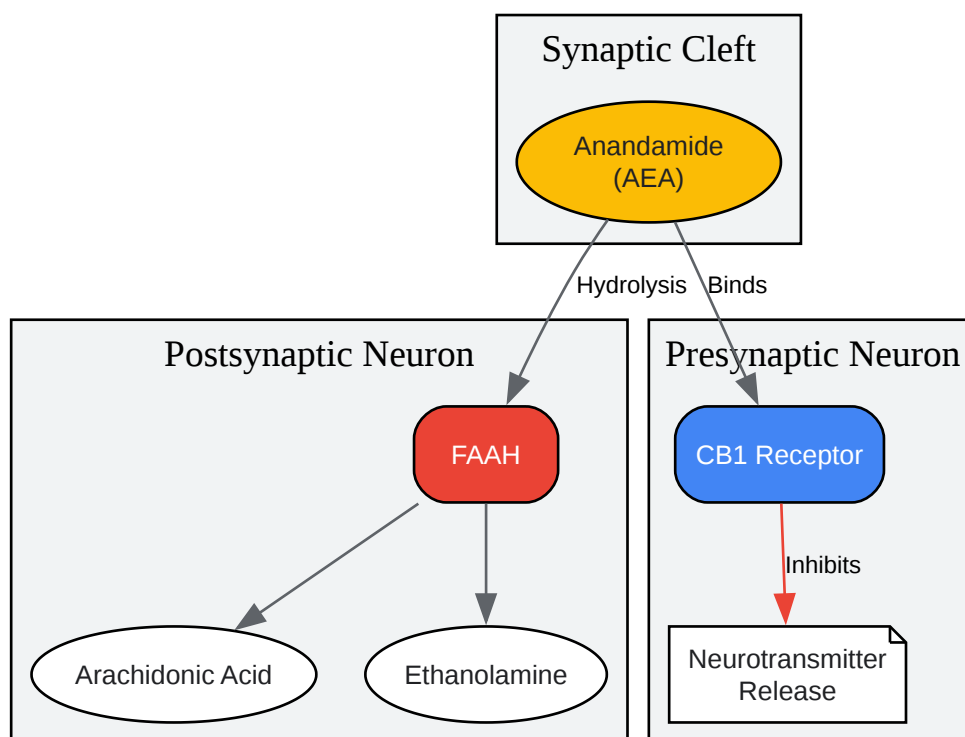 Synaptic Cleft
Anandamide
(AEA)
Hydrolysis
Binds
Postsynaptic Neuron
Presynaptic Neuron
FAAH
CB1 Receptor
Inhibits
Arachidonic Acid
Ethanolamine
Neurotransmitter
Release